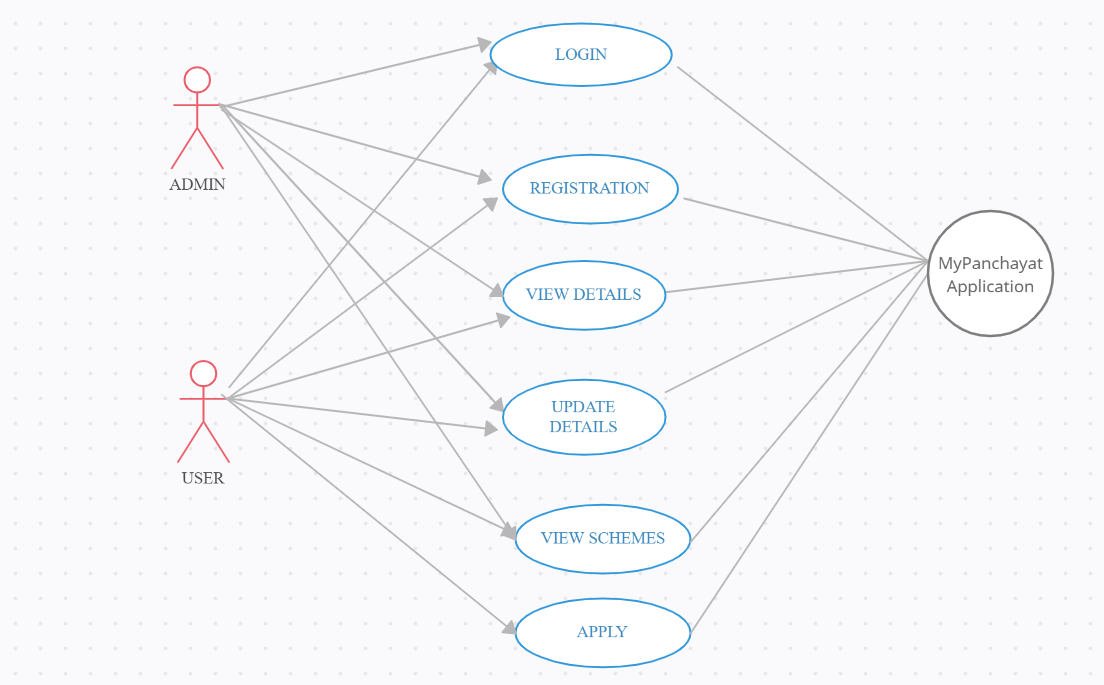 LOGIN
ADMIN
REGISTRATION
MyPanchayat
Application
VIEW DETAILS
UPDATE
DETAILS
USER
VIEW SCHEMES
APPLY